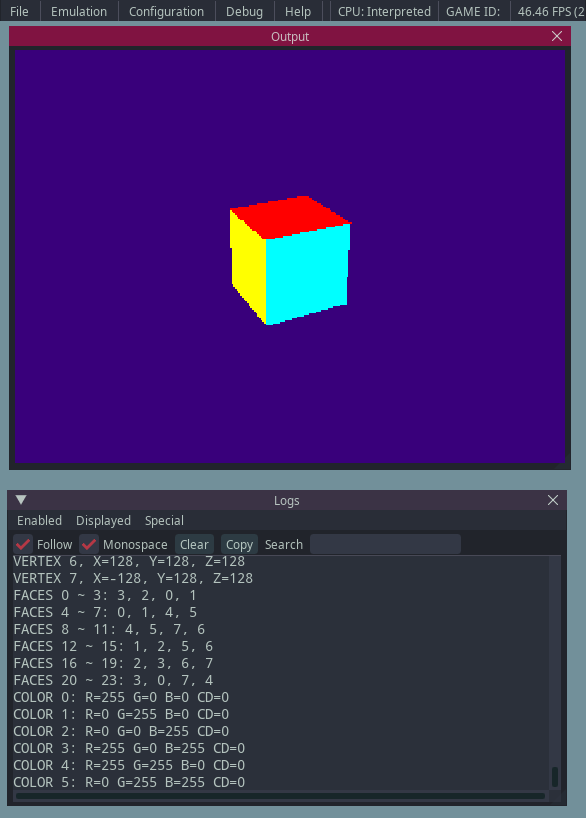 File Emulation Configuration Debug Help CPU: Interpreted GAME ID: 46.46 FPS (2
Output
Logs
Enabled Displayed Special
Follow Monospace Clear Copy Search
VERTEX 6, X=128, Y=128, Z=128
VERTEX 7, X=-128, Y=128, Z=128
FACES 0 ~ 3: 3, 2, 0, 1
FACES 4 ~ 7: 0, 1, 4, 5
FACES 8 ~ 11: 4, 5, 7, 6
FACES 12 ~ 15: 1, 2, 5, 6
FACES 16 ~ 19: 2, 3, 6, 7
FACES 20 ~ 23: 3, 0, 7, 4
COLOR 0: R=255 G=0 B=0 CD=0
COLOR 1: R=0 G=255 B=0 CD=0
COLOR 2: R=0 G=0 B=255 CD=0
COLOR 3: R=255 G=0 B=255 CD=0
COLOR 4: R=255 G=255 B=0 CD=0
COLOR 5: R=0 G=255 B=255 CD=0